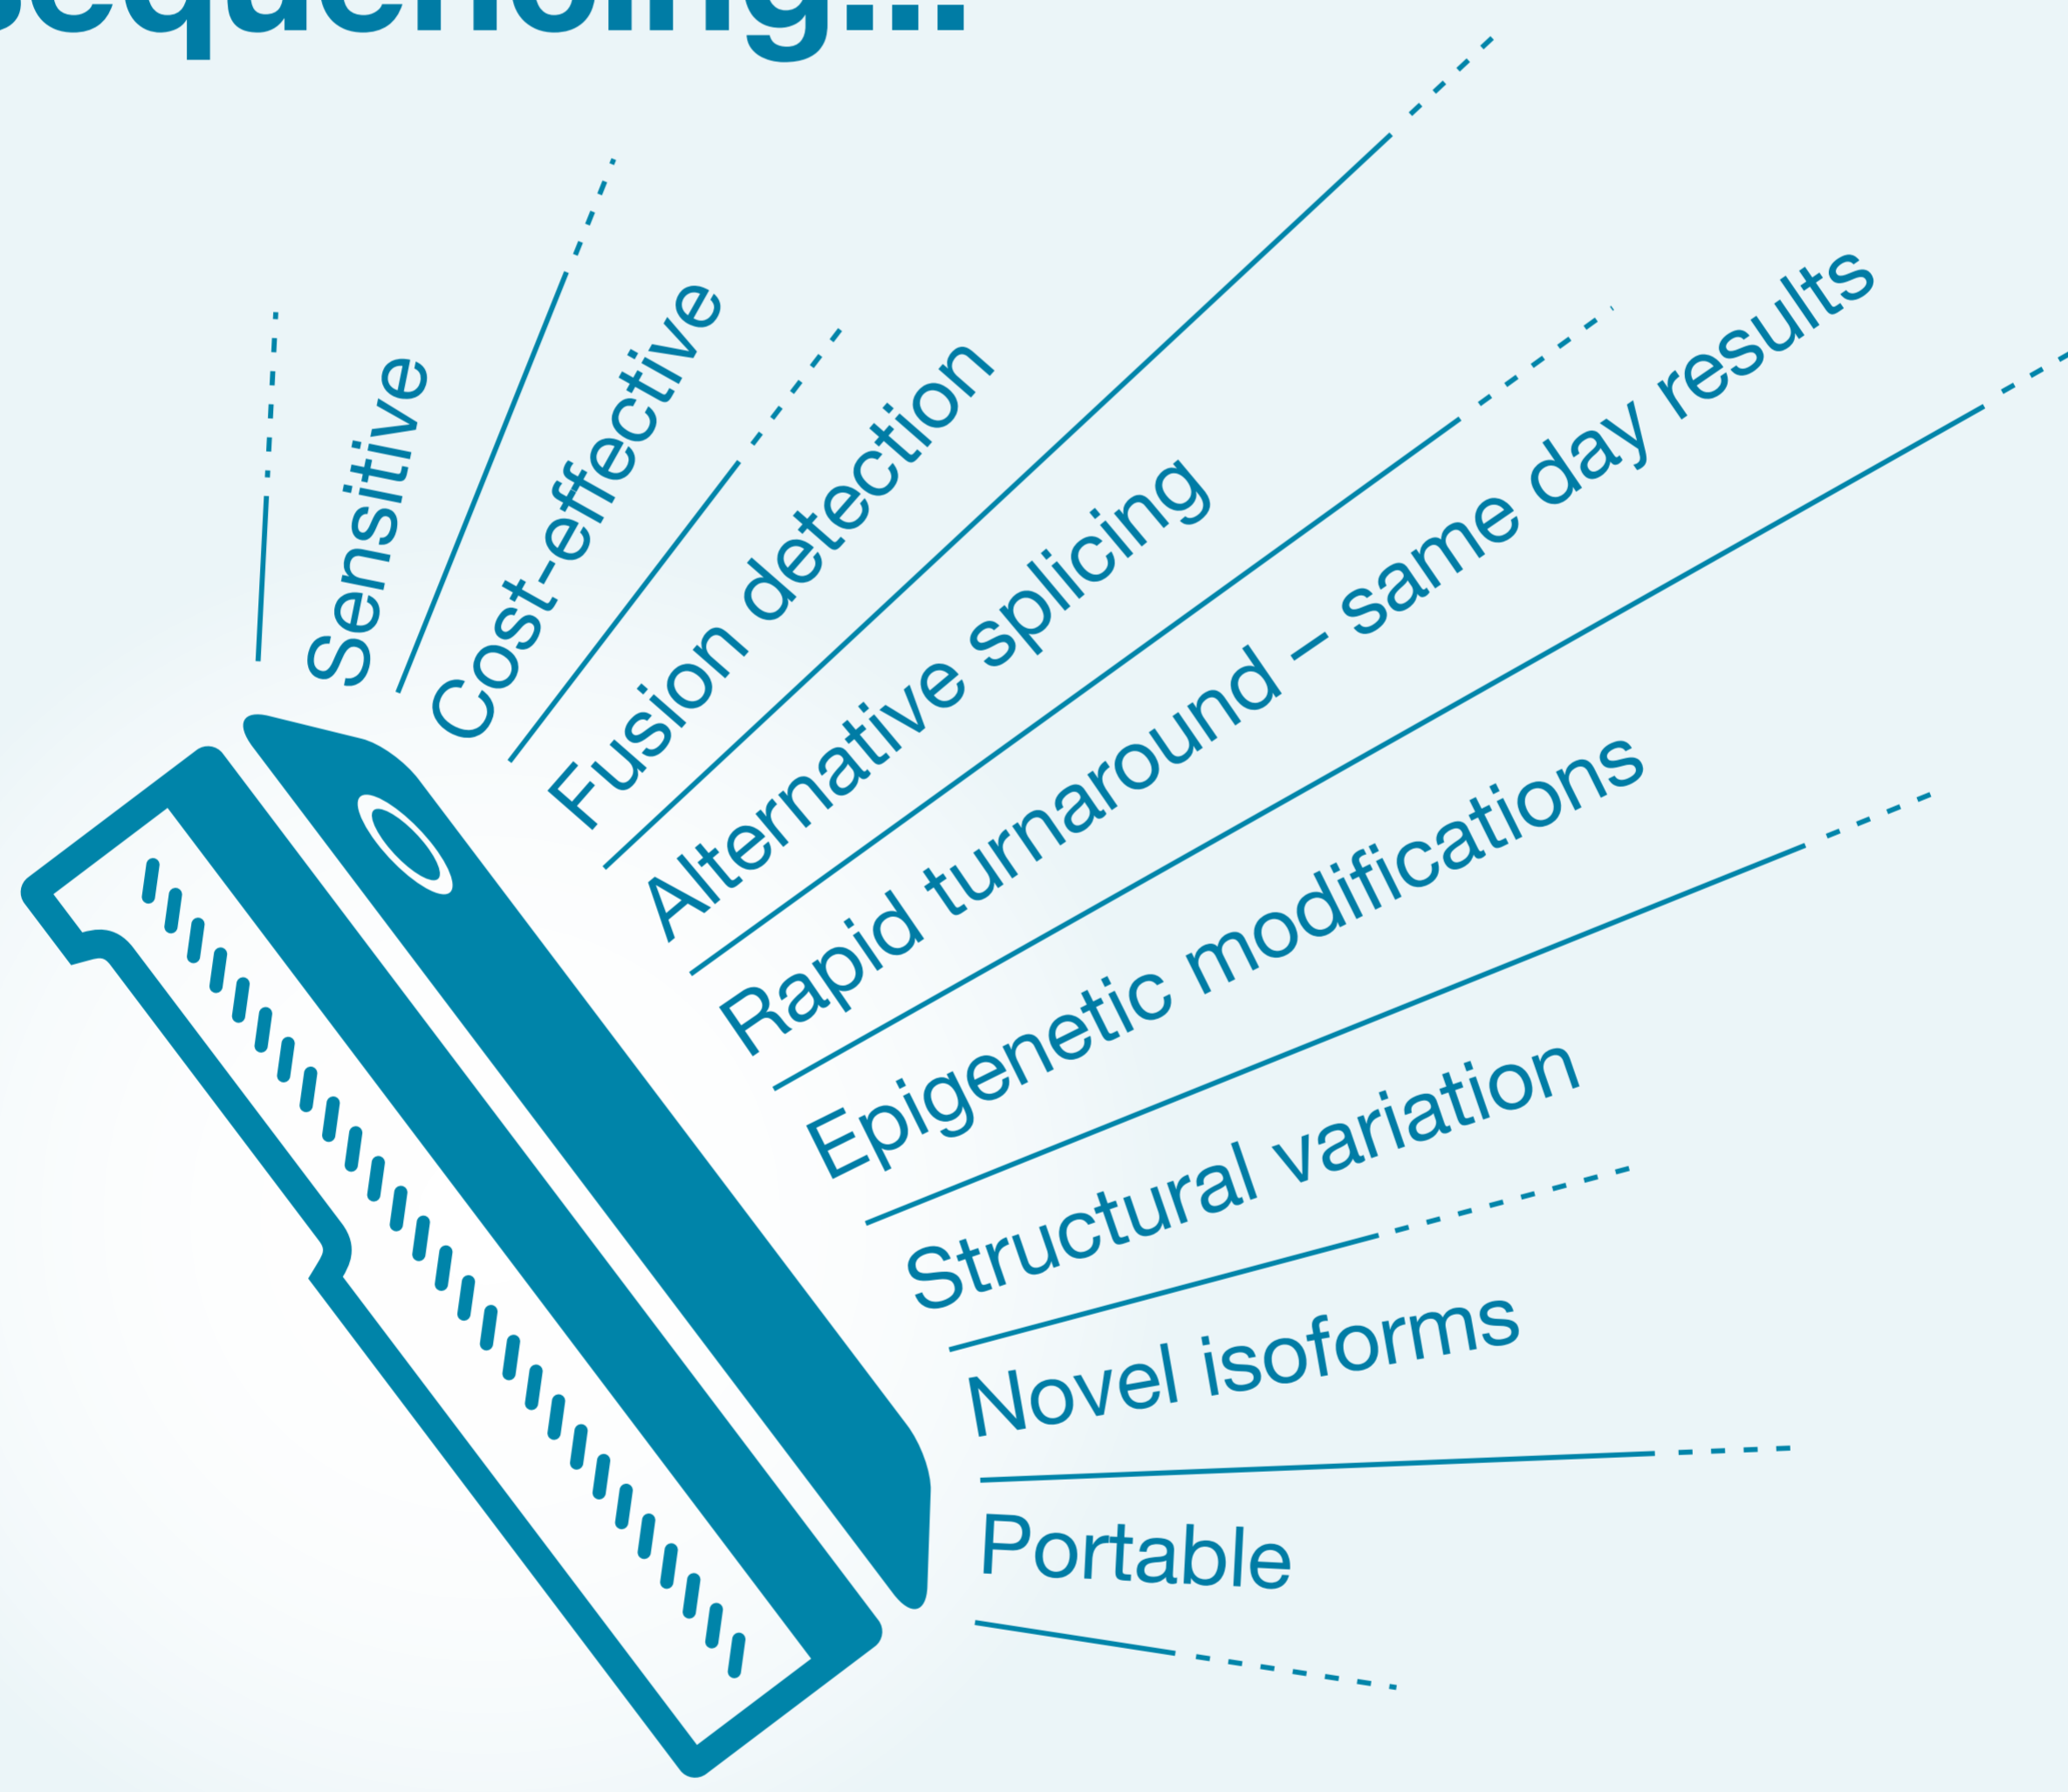 equencing...
Sensitive
Cost-effective
Fusion detection
Alternative splicing
Rapid turnaround – same day results
Epigenetic modifications
Structural variation
Novel isoforms
Portable